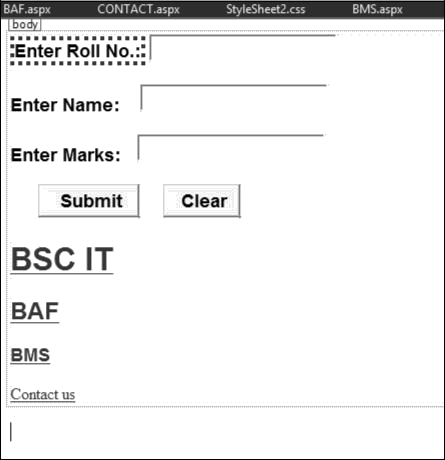 BAF.aspx CONTACT.aspx StyleSheet2.css BMS.aspx
body
Enter Roll No.:
Enter Name:
Enter Marks:
Submit Clear
BSC IT
BAF
BMS
Contact us